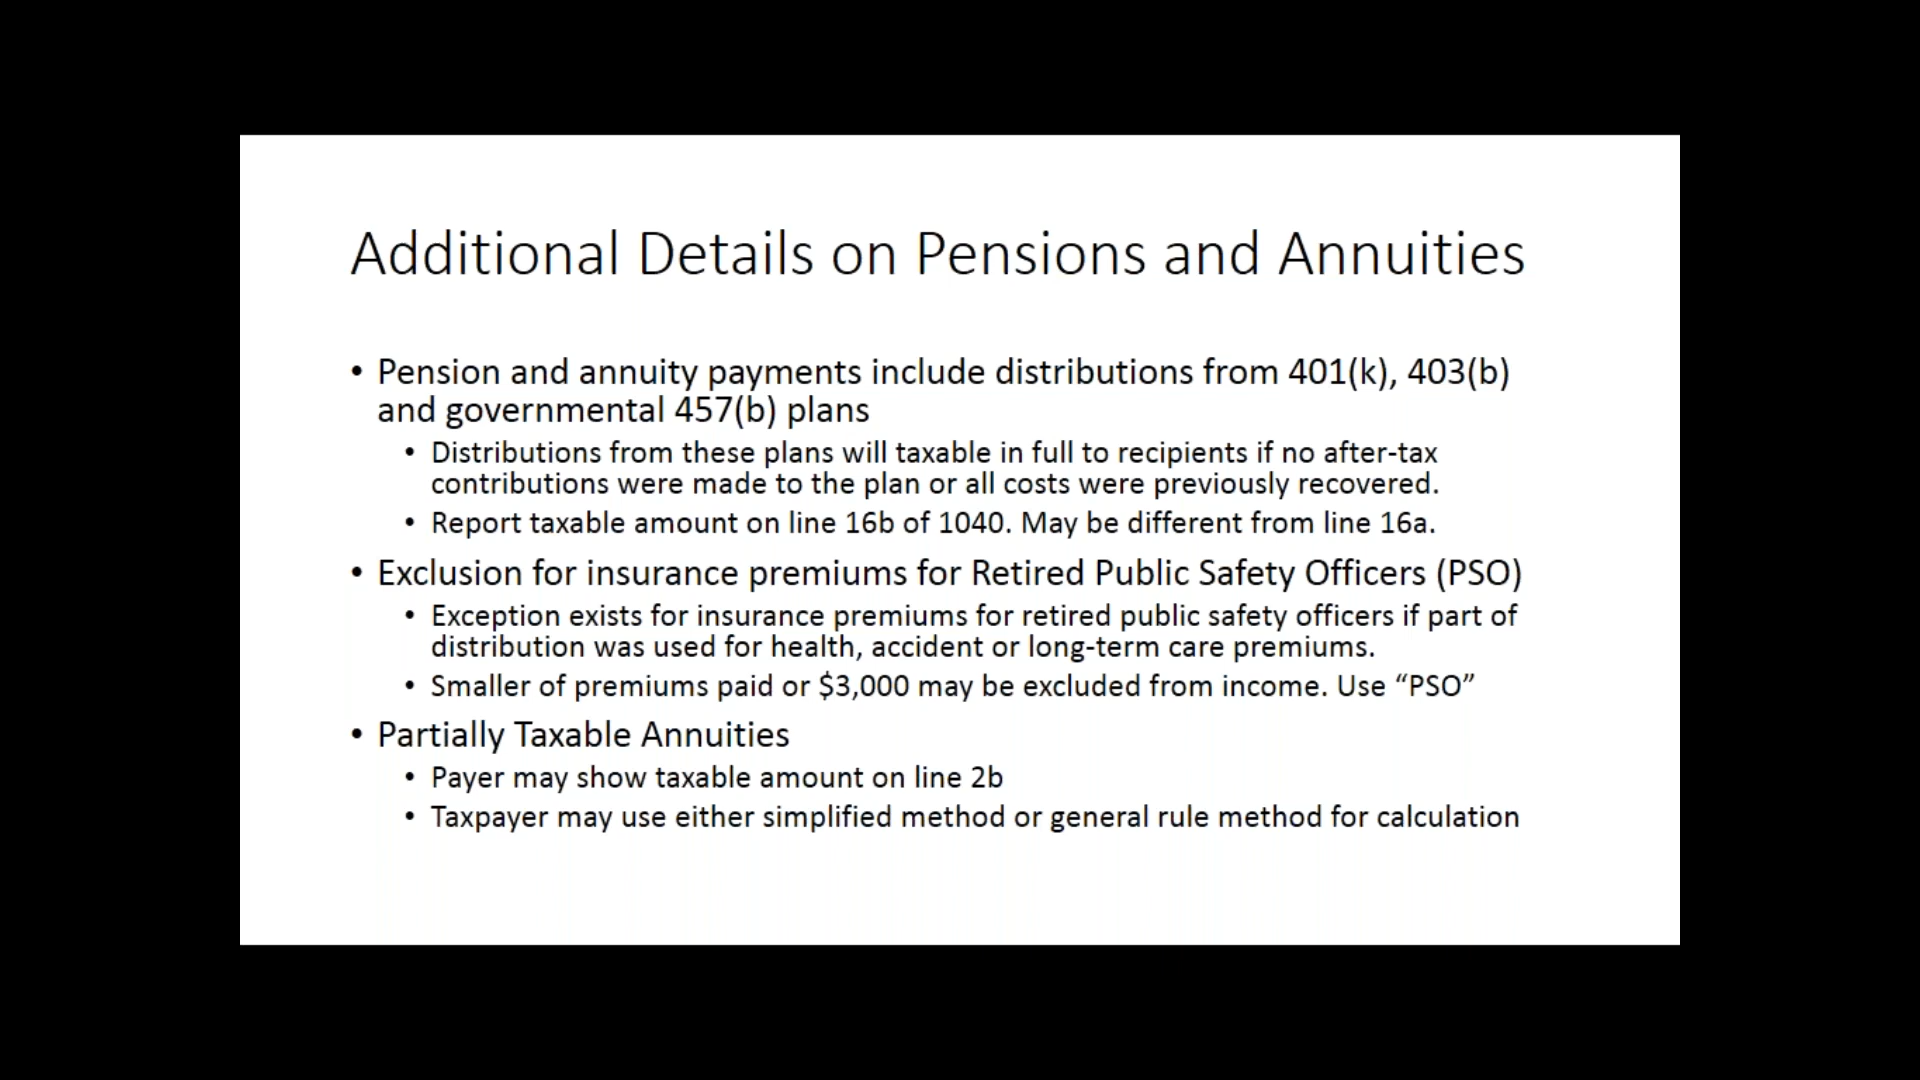 Additional Details on Pensions and Annuities
• Pension and annuity payments include distributions from 401(k), 403(b)
and governmental 457(b) plans
• Distributions from these plans will taxable in full to recipients if no after-tax
contributions were made to the plan or all costs were previously recovered.
• Report taxable amount on line 16b of 1040. May be different from line 16a.
• Exclusion for insurance premiums for Retired Public Safety Officers (PSO)
• Exception exists for insurance premiums for retired public safety officers if part of
distribution was used for health, accident or long-term care premiums.
• Smaller of premiums paid or $3,000 may be excluded from income. Use “PSO”
• Partially Taxable Annuities
• Payer may show taxable amount on line 2b
• Taxpayer may use either simplified method or general rule method for calculation